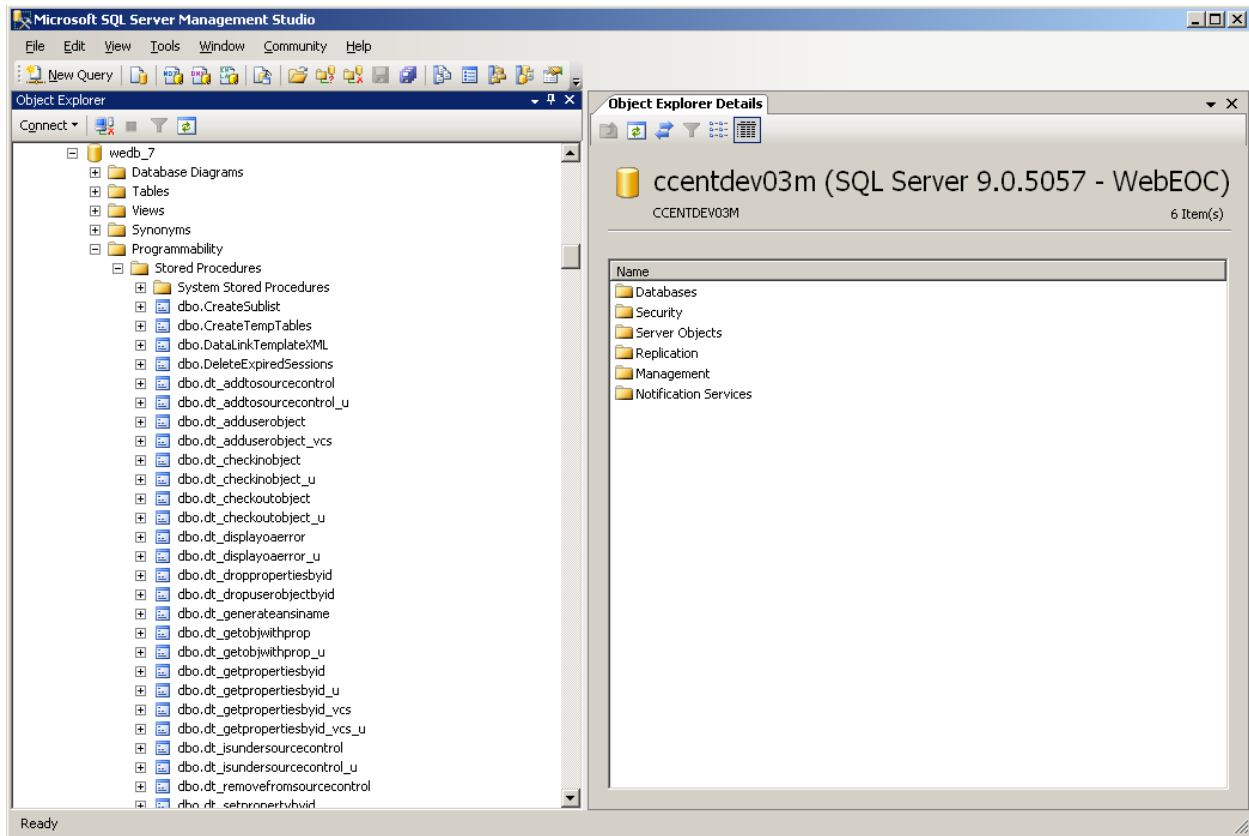 Microsoft SQL Server Management Studio
File Edit View Tools Window Community Help
New Query
Object Explorer
Connect
wedb_7
Database Diagrams
Tables
Views
Synonyms
Programmability
Stored Procedures
System Stored Procedures
dbo.CreateSublist
dbo.CreateTempTables
dbo.DataLinkTemplateXML
dbo.DeleteExpiredSessions
dbo.dt_addtosourcecontrol
dbo.dt_addtosourcecontrol_u
dbo.dt_adduserobject
dbo.dt_adduserobject_vcs
dbo.dt_checkinobject
dbo.dt_checkinobject_u
dbo.dt_checkoutobject
dbo.dt_checkoutobject_u
dbo.dt_displayoaerror
dbo.dt_displayoaerror_u
dbo.dt_droppropertiesbyid
dbo.dt_dropuserobjectbyid
dbo.dt_generateansiname
dbo.dt_getobjwithprop
dbo.dt_getobjwithprop_u
dbo.dt_getpropertiesbyid
dbo.dt_getpropertiesbyid_u
dbo.dt_getpropertiesbyid_vcs
dbo.dt_getpropertiesbyid_vcs_u
dbo.dt_isundersourcecontrol
dbo.dt_isundersourcecontrol_u
dbo.dt_removefromsourcecontrol
dbo.dt_setpropertybyid
Object Explorer Details
ccentdev03m (SQL Server 9.0.5057 - WebEOC)
CCENTDEV03M 6 Item(s)
Name
Databases
Security
Server Objects
Replication
Management
Notification Services
Ready